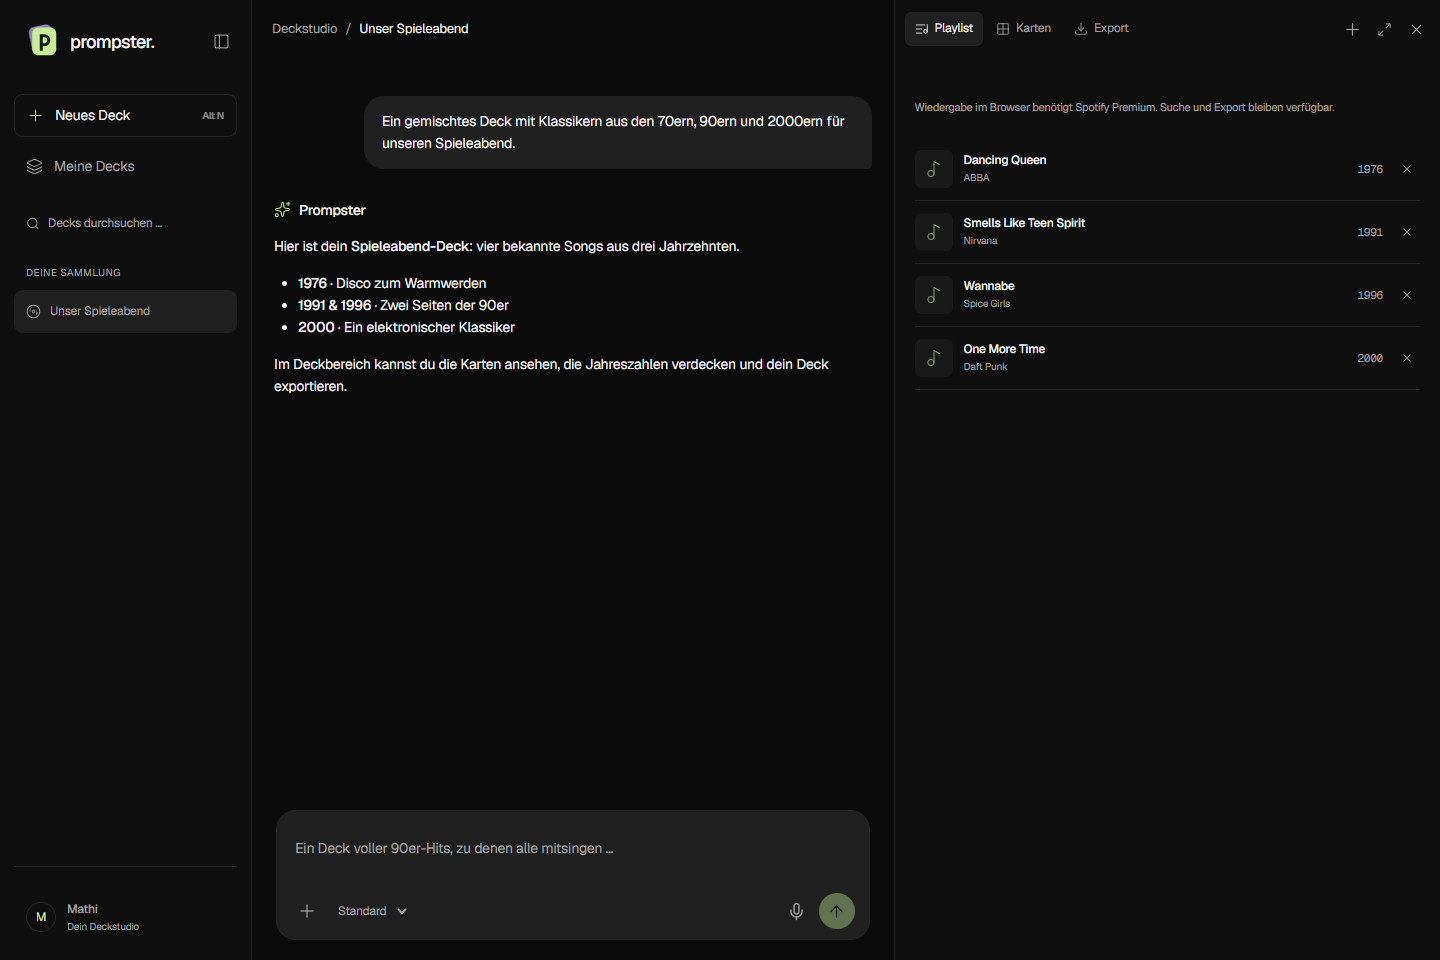 P prompster.
Neues Deck Alt N
Meine Decks
Decks durchsuchen ...
DEINE SAMMLUNG
Unser Spieleabend
M Mathi
Dein Deckstudio
Deckstudio / Unser Spieleabend
Ein gemischtes Deck mit Klassikern aus den 70ern, 90ern und 2000ern für
unseren Spieleabend.
Prompster
Hier ist dein Spieleabend-Deck: vier bekannte Songs aus drei Jahrzehnten.
• 1976 · Disco zum Warmwerden
• 1991 & 1996 · Zwei Seiten der 90er
• 2000 · Ein elektronischer Klassiker
Im Deckbereich kannst du die Karten ansehen, die Jahreszahlen verdecken und dein Deck
exportieren.
Ein Deck voller 90er-Hits, zu denen alle mitsingen ...
Standard
Playlist Karten Export
Wiedergabe im Browser benötigt Spotify Premium. Suche und Export bleiben verfügbar.
Dancing Queen
ABBA
1976
Smells Like Teen Spirit
Nirvana
1991
Wannabe
Spice Girls
1996
One More Time
Daft Punk
2000